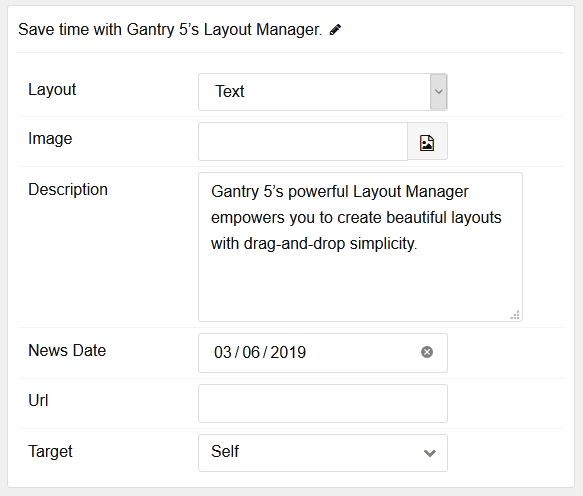 Save time with Gantry 5’s Layout Manager.
Layout
Text
Image
Description
Gantry 5’s powerful Layout Manager
empowers you to create beautiful layouts
with drag-and-drop simplicity.
News Date
03 / 06 / 2019
Url
Target
Self